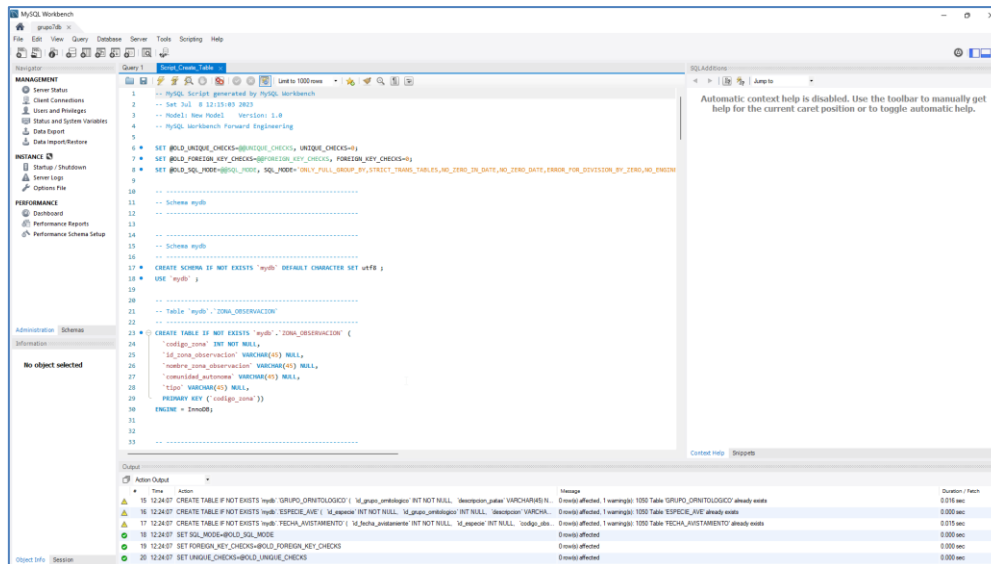 MySQL Workbench
grupo7db
File Edit View Query Database Server Tools Scripting Help
Navigator
MANAGEMENT
Server Status
Client Connections
Users and Privileges
Status and System Variables
Data Export
Data Import/Restore
INSTANCE
Startup / Shutdown
Server Logs
Options File
PERFORMANCE
Dashboard
Performance Reports
Performance Schema Setup
Administration Schemas
Information
No object selected
Object Info Session
Query 1 Script_Create_Table
Limit to 1000 rows
1 -- MySQL Script generated by MySQL Workbench
2 -- Sat Jul 8 12:15:03 2023
3 -- Model: New Model Version: 1.0
4 -- MySQL Workbench Forward Engineering
5
6 SET @OLD_UNIQUE_CHECKS=@@UNIQUE_CHECKS, UNIQUE_CHECKS=0;
7 SET @OLD_FOREIGN_KEY_CHECKS=@@FOREIGN_KEY_CHECKS, FOREIGN_KEY_CHECKS=0;
8 SET @OLD_SQL_MODE=@@SQL_MODE, SQL_MODE='ONLY_FULL_GROUP_BY,STRICT_TRANS_TABLES,NO_ZERO_IN_DATE,NO_ZERO_DATE,ERROR_FOR_DIVISION_BY_ZERO,NO_ENGINE
9
10 -- -----------------------------------------------------
11 -- Schema mydb
12 -- -----------------------------------------------------
13
14 -- -----------------------------------------------------
15 -- Schema mydb
16 -- -----------------------------------------------------
17 CREATE SCHEMA IF NOT EXISTS `mydb` DEFAULT CHARACTER SET utf8 ;
18 USE `mydb` ;
19
20 -- -----------------------------------------------------
21 -- Table `mydb`.`ZONA_OBSERVACION`
22 -- -----------------------------------------------------
23 CREATE TABLE IF NOT EXISTS `mydb`.`ZONA_OBSERVACION` (
24 `codigo_zona` INT NOT NULL,
25 `id_zona_observacion` VARCHAR(45) NULL,
26 `nombre_zona_observacion` VARCHAR(45) NULL,
27 `comunidad_autonoma` VARCHAR(45) NULL,
28 `tipo` VARCHAR(45) NULL,
29 PRIMARY KEY (`codigo_zona`))
30 ENGINE = InnoDB;
31
32
33 -- -----------------------------------------------------
SQLAdditions
Jump to
Automatic context help is disabled. Use the toolbar to manually get
help for the current caret position or to toggle automatic help.
Context Help Snippets
Output
Action Output
# Time Action Message Duration / Fetch
15 12:24:07 CREATE TABLE IF NOT EXISTS `mydb`.`GRUPO_ORNITOLOGICO` ( `id_grupo_ornitologico` INT NOT NULL, `descripcion_patas` VARCHAR(45) N... 0 row(s) affected, 1 warning(s): 1050 Table 'GRUPO_ORNITOLOGICO' already exists 0.016 sec
16 12:24:07 CREATE TABLE IF NOT EXISTS `mydb`.`ESPECIE_AVE` ( `id_especie` INT NOT NULL, `id_grupo_ornitologico` INT NOT NULL, `descripcion` VARCHA... 0 row(s) affected, 1 warning(s): 1050 Table 'ESPECIE_AVE' already exists 0.000 sec
17 12:24:07 CREATE TABLE IF NOT EXISTS `mydb`.`FECHA_AVISTAMIENTO` ( `id_fecha_avistamiento` INT NOT NULL, `id_especie` INT NOT NULL, `codigo_obs... 0 row(s) affected, 1 warning(s): 1050 Table 'FECHA_AVISTAMIENTO' already exists 0.015 sec
18 12:24:07 SET SQL_MODE=@OLD_SQL_MODE 0 row(s) affected 0.000 sec
19 12:24:07 SET FOREIGN_KEY_CHECKS=@OLD_FOREIGN_KEY_CHECKS 0 row(s) affected 0.000 sec
20 12:24:07 SET UNIQUE_CHECKS=@OLD_UNIQUE_CHECKS 0 row(s) affected 0.000 sec